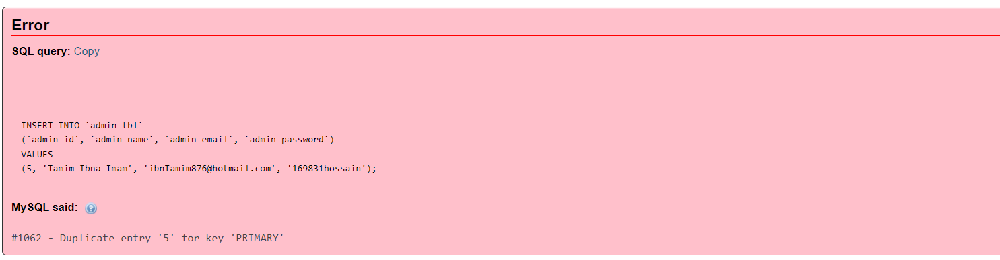 Error
SQL query: Copy
INSERT INTO `admin_tbl`
(`admin_id`, `admin_name`, `admin_email`, `admin_password`)
VALUES
(5, 'Tamim Ibna Imam', 'ibnTamim876@hotmail.com', '169831hossain');
MySQL said:
#1062 - Duplicate entry '5' for key 'PRIMARY'